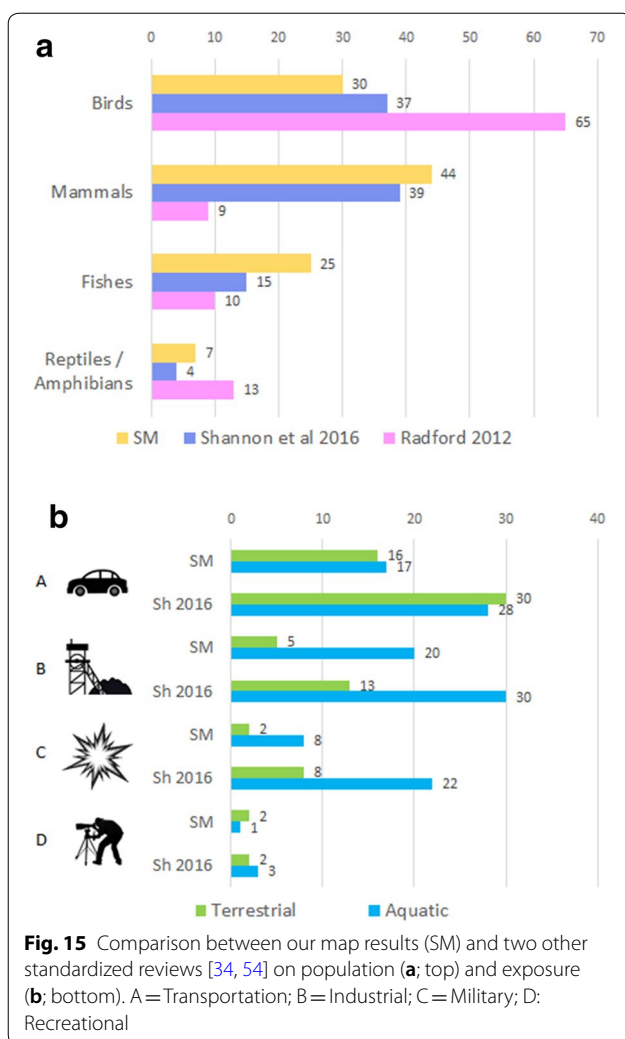 a
0 10 20 30 40 50 60 70
Birds
30
37
65
Mammals
44
39
9
Fishes
25
15
10
Reptiles /
Amphibians
7
4
13
SM Shannon et al 2016 Radford 2012
b
0 10 20 30 40
A
SM
16
17
Sh 2016
30
28
B
SM
5
20
Sh 2016
13
30
C
SM
2
8
Sh 2016
8
22
D
SM
2
1
Sh 2016
2
3
Terrestrial Aquatic
Fig. 15 Comparison between our map results (SM) and two other
standardized reviews [34, 54] on population (a; top) and exposure
(b; bottom). A = Transportation; B = Industrial; C = Military; D:
Recreational